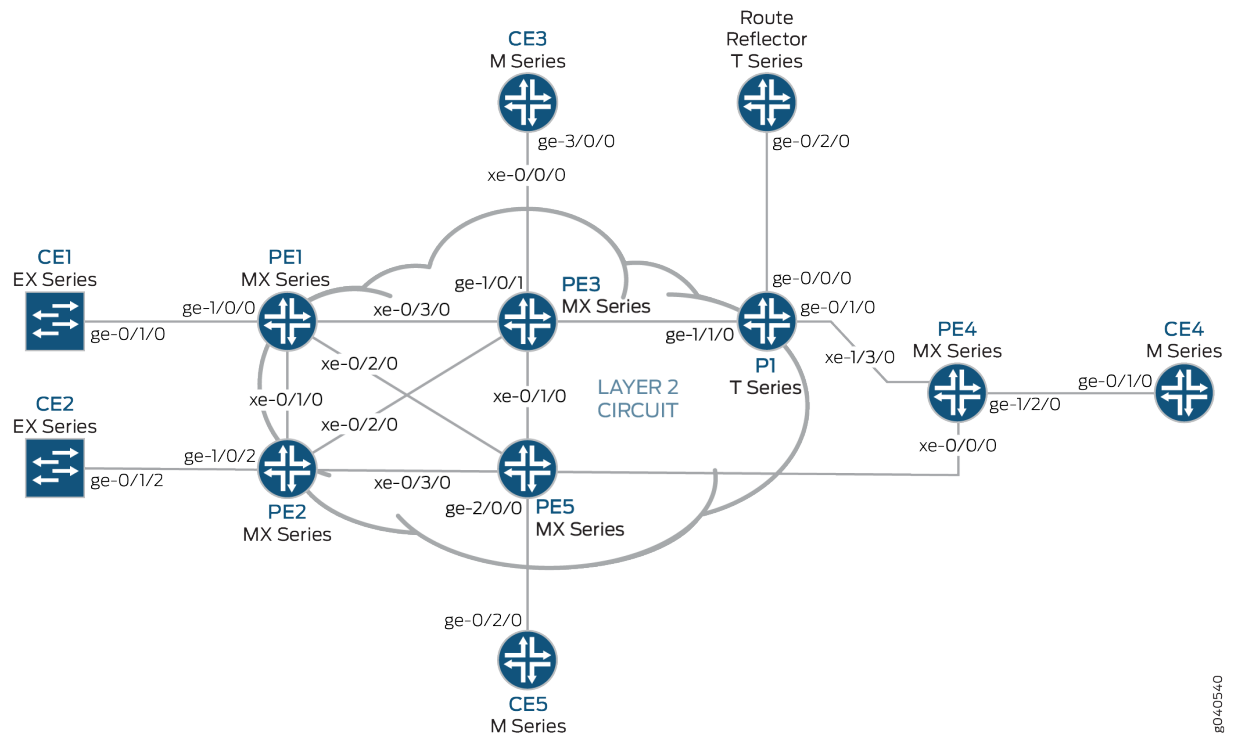 Route
Reflector
T Series
CE3
M Series
ge-3/0/0
ge-0/2/0
xe-0/0/0
CE1
EX Series
PE1
MX Series
ge-1/0/1
PE3
MX Series
ge-0/0/0
ge-0/1/0
ge-1/0/0
xe-0/3/0
ge-0/1/0
ge-1/1/0
PE4
MX Series
CE4
M Series
xe-0/2/0
xe-1/3/0
P1
T Series
ge-0/1/0
CE2
EX Series
xe-0/1/0
xe-0/1/0
LAYER 2
CIRCUIT
ge-1/2/0
xe-0/2/0
xe-0/0/0
ge-1/0/2
ge-0/1/2
xe-0/3/0
PE2
MX Series
ge-2/0/0
PE5
MX Series
ge-0/2/0
CE5
M Series
g040540